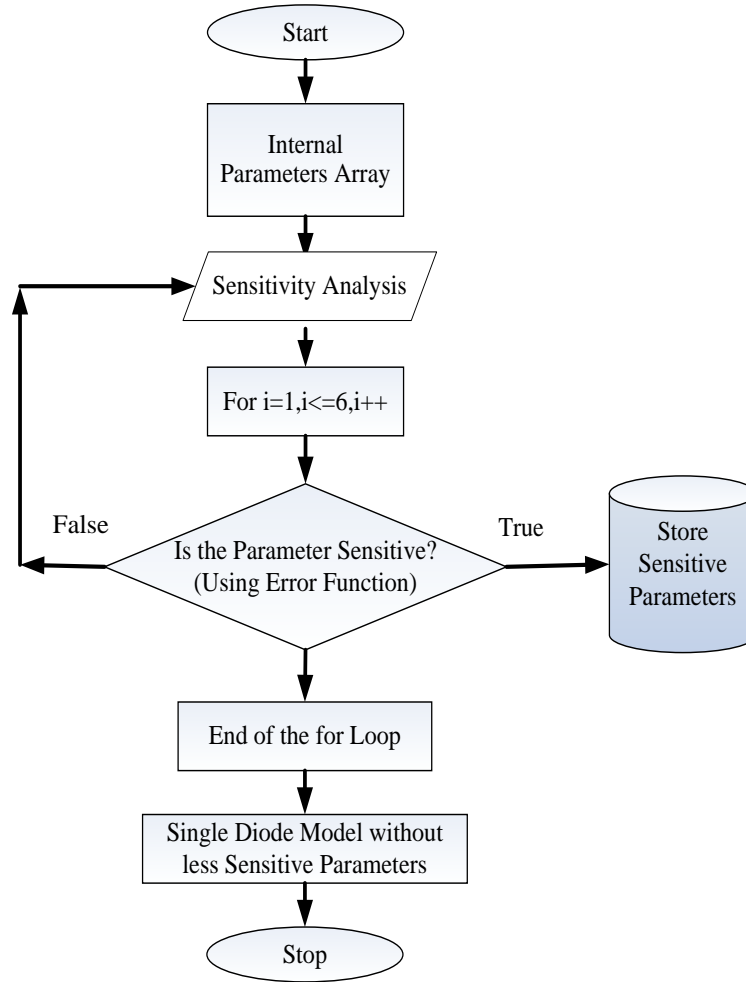 Start
Internal
Parameters Array
Sensitivity Analysis
For i=1,i<=6,i++
False
Is the Parameter Sensitive?
(Using Error Function)
True
Store
Sensitive
Parameters
End of the for Loop
Single Diode Model without
less Sensitive Parameters
Stop